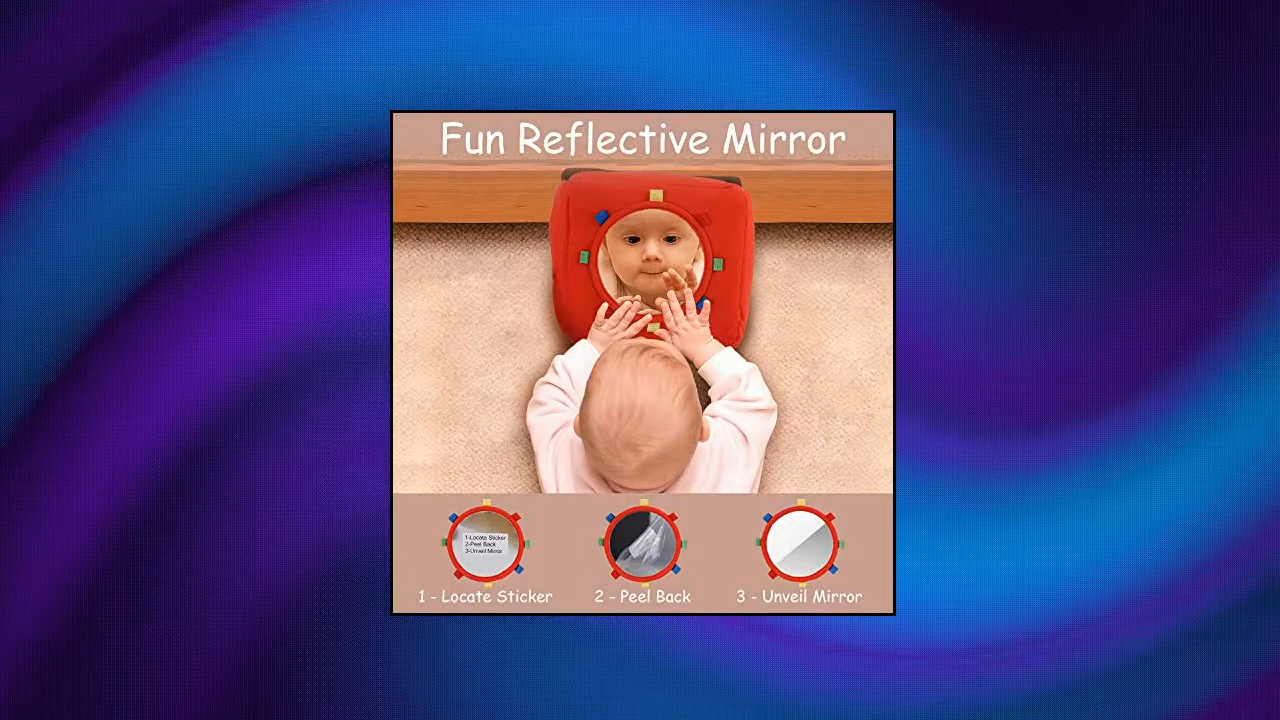 Fun Reflective Mirror
1-Locate Sticker
2-Peel Back
3-Unveil Mirror
1 - Locate Sticker
2 - Peel Back
3 - Unveil Mirror